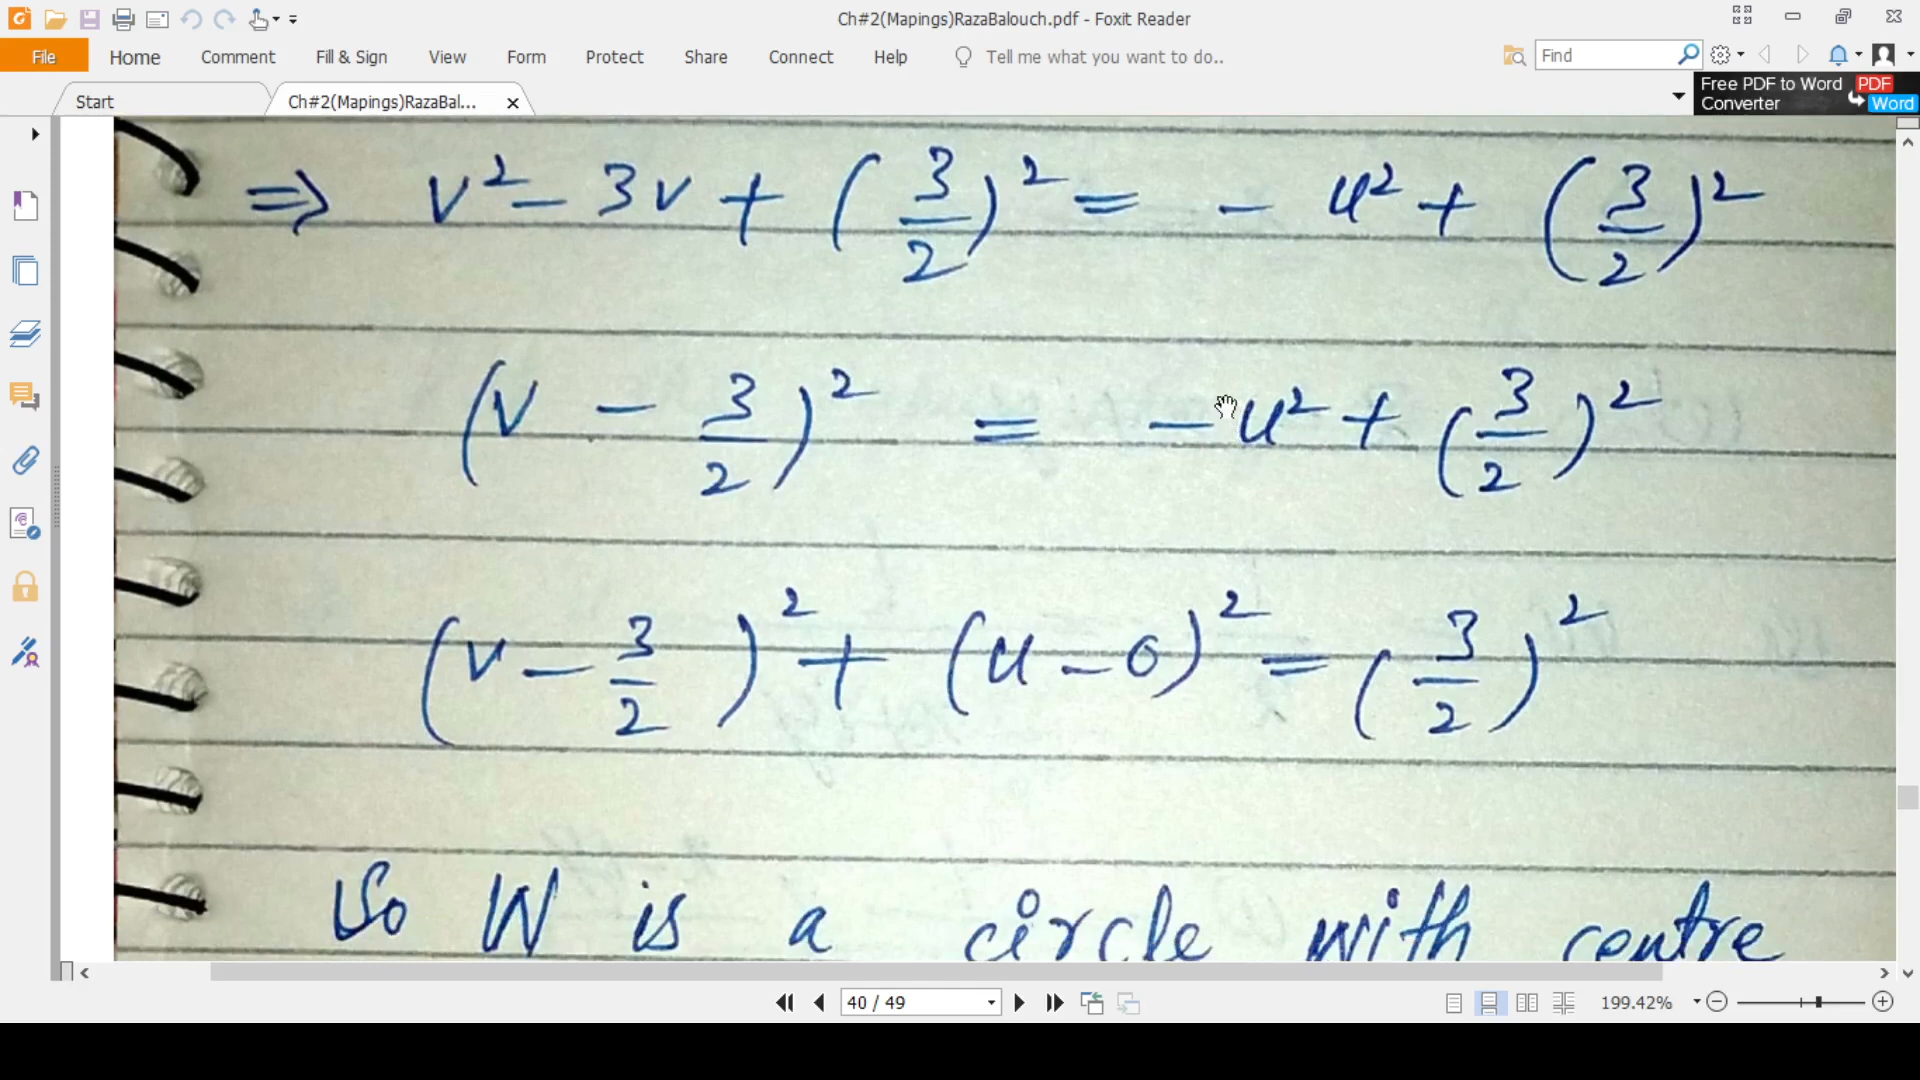 Ch#2(Mapings)RazaBalouch.pdf - Foxit Reader
File Home Comment Fill & Sign View Form Protect Share Connect Help Tell me what you want to do.. Find
Free PDF to Word Converter PDF Word
Start Ch#2(Mapings)RazaBal...
⇒ v² - 3v + (3/2)² = - u² + (3/2)²
(v - 3/2)² = - u² + (3/2)²
(v - 3/2)² + (u - 0)² = (3/2)²
So W is a circle with centre
40 / 49 199.42%